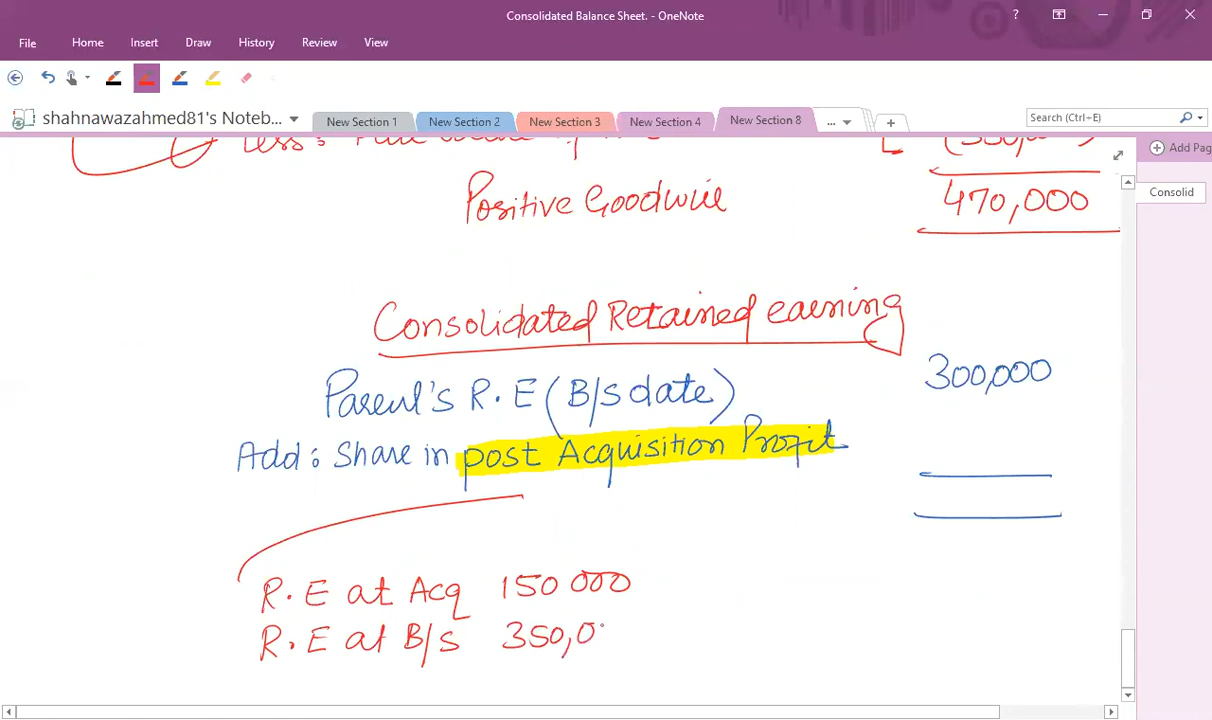 Consolidated Balance Sheet. - OneNote
?
File Home Insert Draw History Review View
shahnawazahmed81's Noteb... New Section 1 New Section 2 New Section 3 New Section 4 New Section 8 ... + Search (Ctrl+E)
Add Pag
Less :
Positive Goodwill 470,000
Consolid
Consolidated Retained earning
Parent's R.E (B/s date) 300,000
Add: Share in post Acquisition Profit
R.E at Acq 150 000
R.E at B/s 350,0